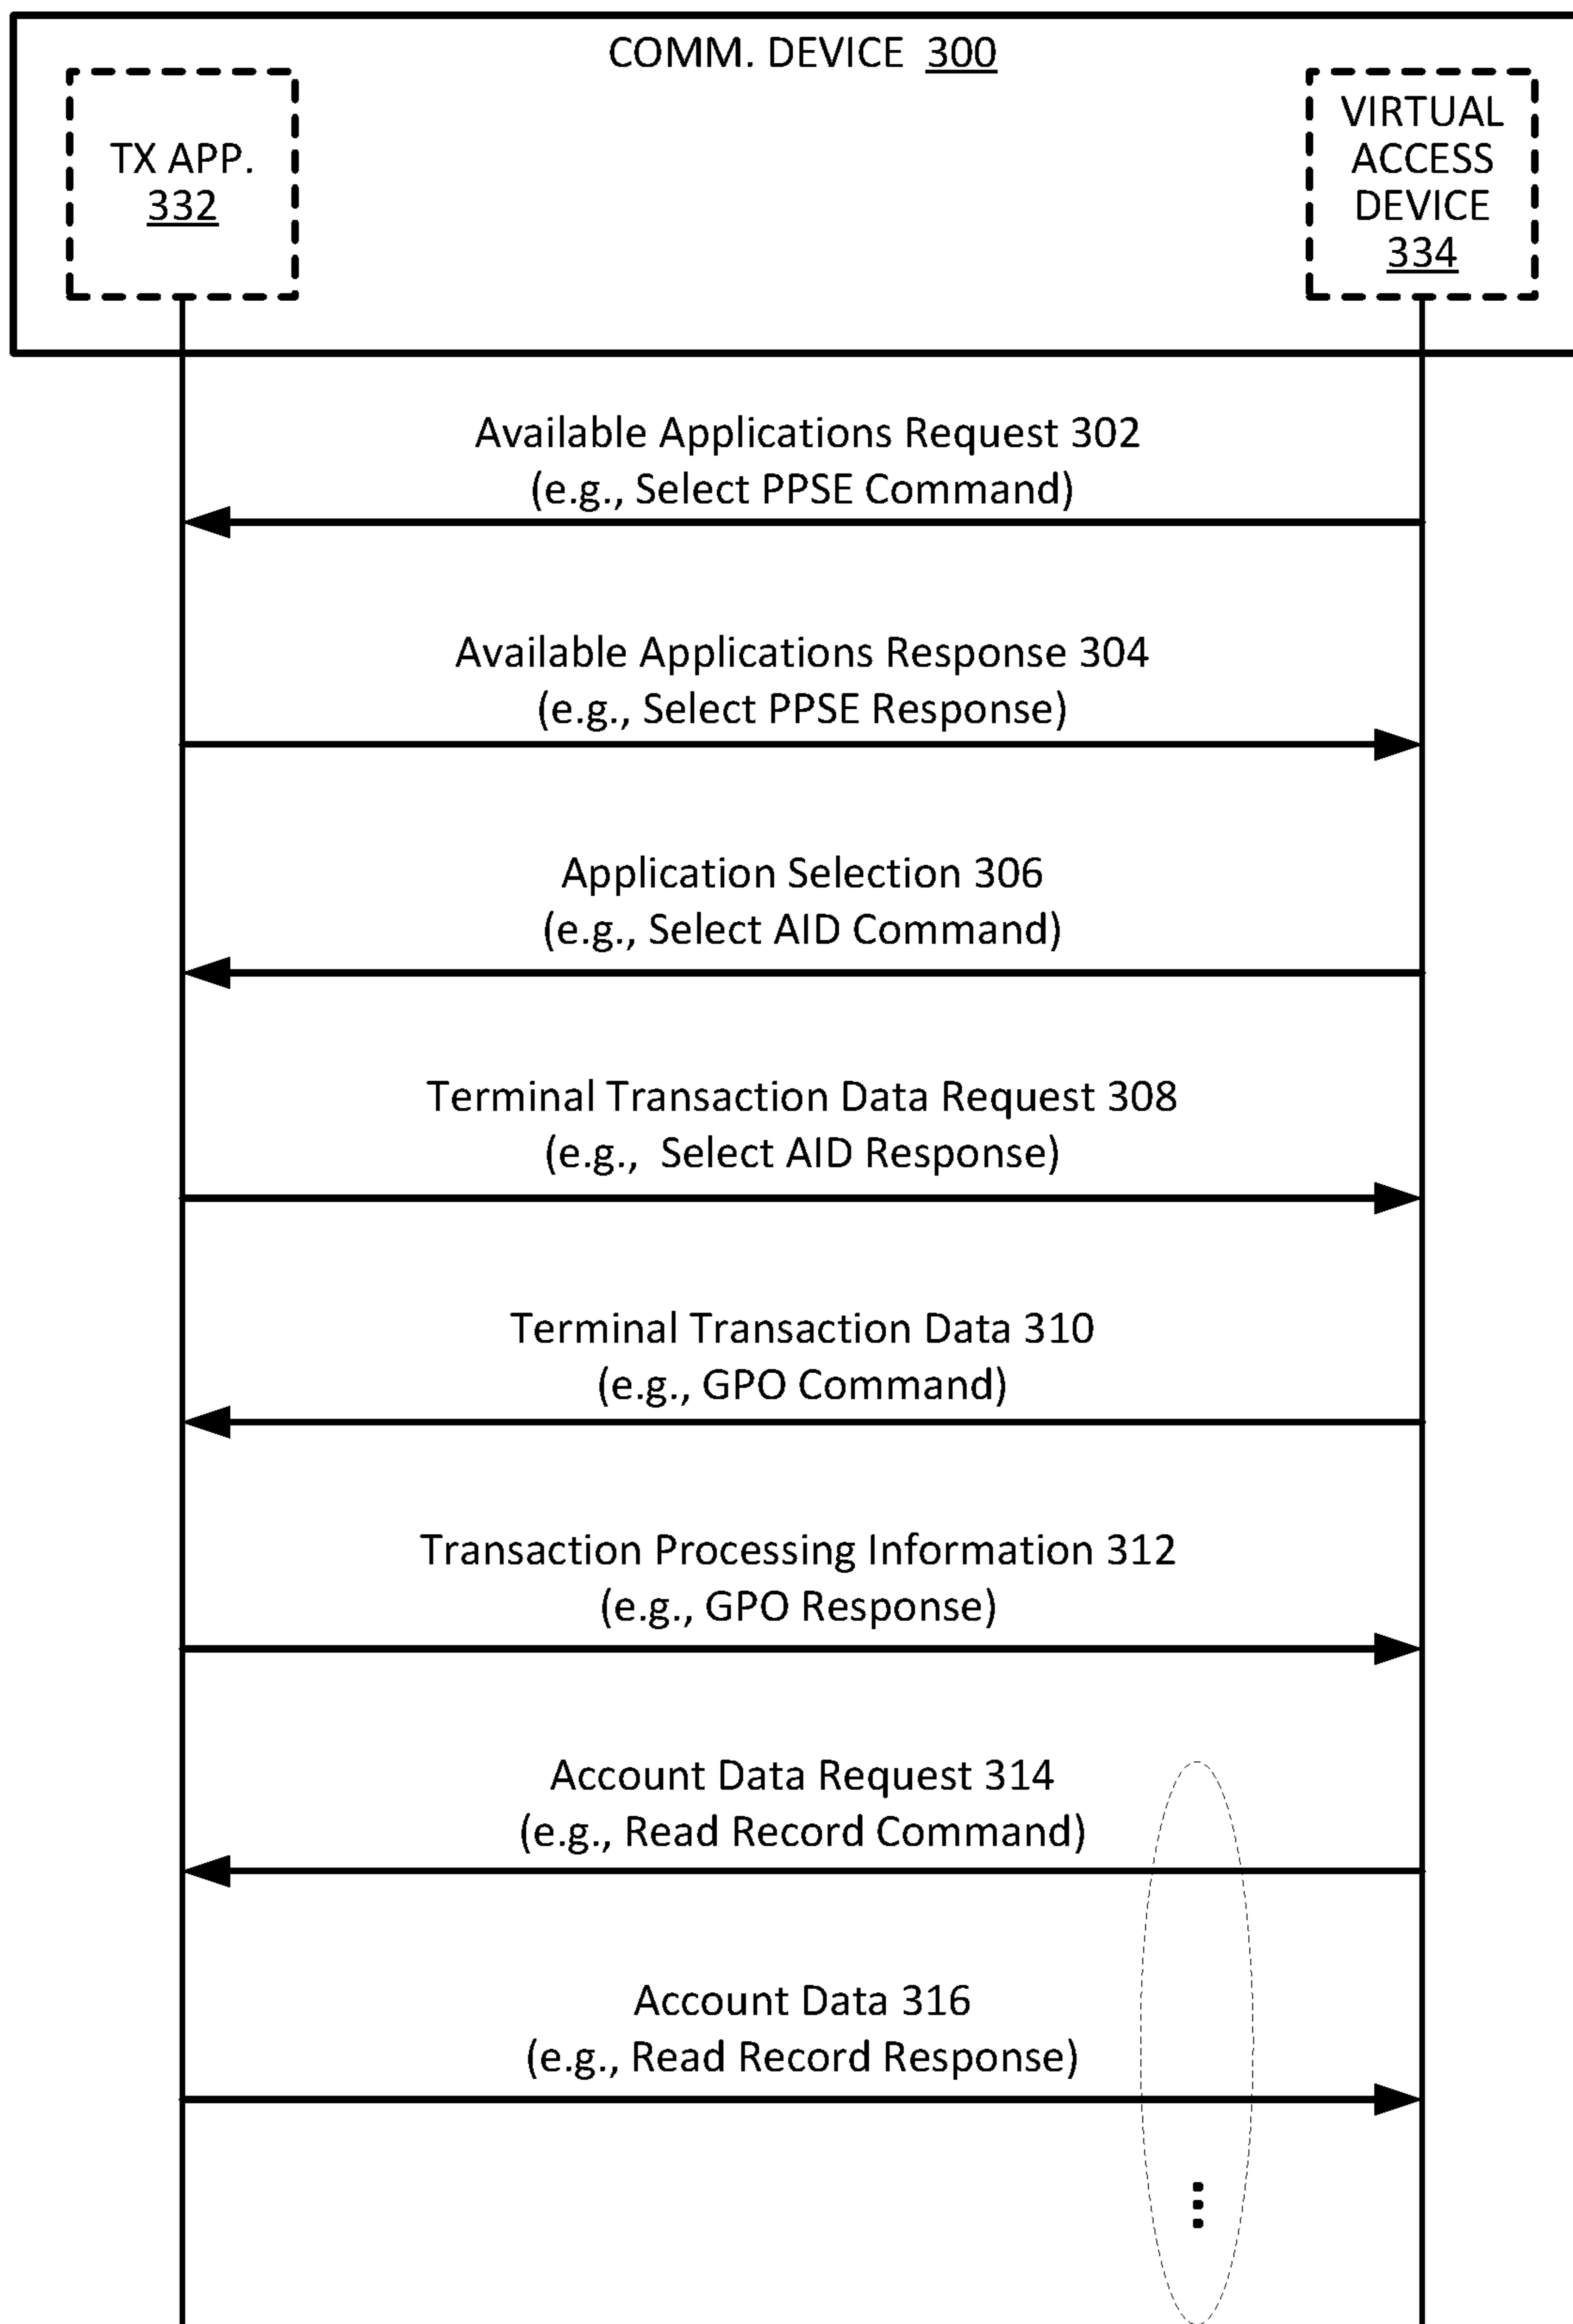 COMM. DEVICE 300
TX APP.
332
VIRTUAL
ACCESS
DEVICE
334
Available Applications Request 302
(e.g., Select PPSE Command)
Available Applications Response 304
(e.g., Select PPSE Response)
Application Selection 306
(e.g., Select AID Command)
Terminal Transaction Data Request 308
(e.g., Select AID Response)
Terminal Transaction Data 310
(e.g., GPO Command)
Transaction Processing Information 312
(e.g., GPO Response)
Account Data Request 314
(e.g., Read Record Command)
Account Data 316
(e.g., Read Record Response)